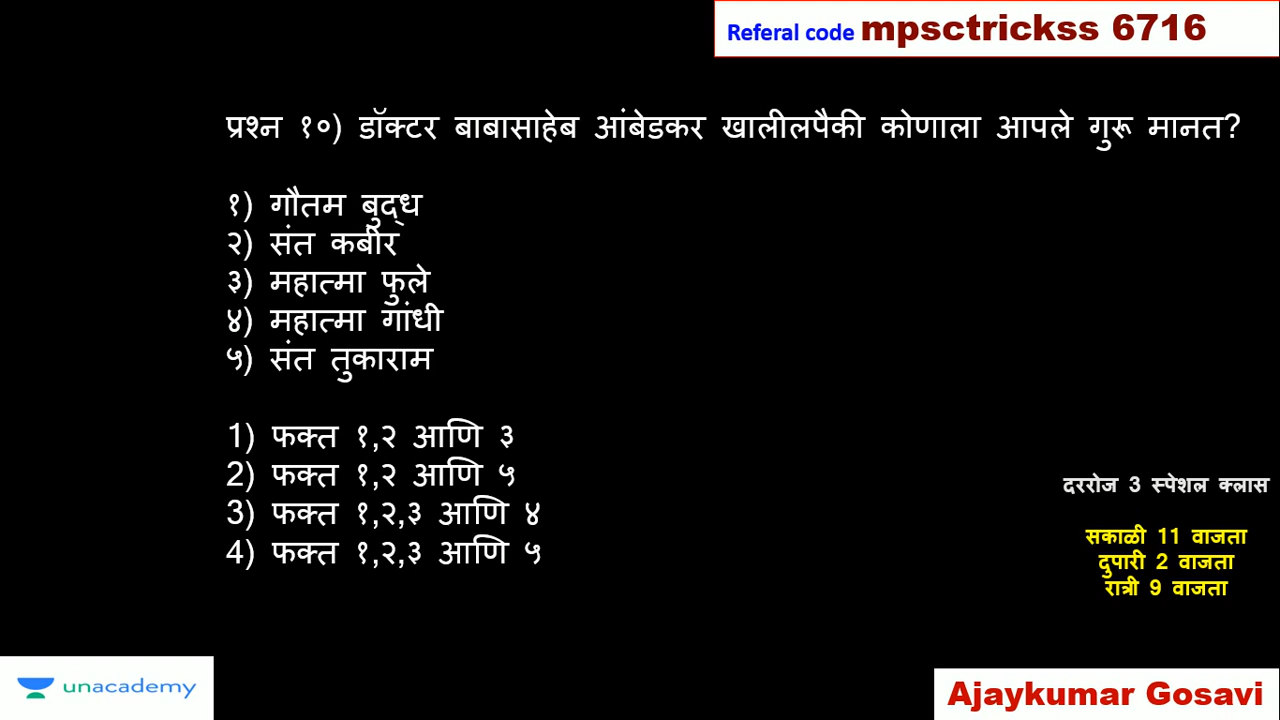 Referal code mpsctrickss 6716
प्रश्न १०) डॉक्टर बाबासाहेब आंबेडकर खालीलपैकी कोणाला आपले गुरू मानत?
१) गौतम बुद्ध
२) संत कबीर
३) महात्मा फुले
४) महात्मा गांधी
५) संत तुकाराम
1) फक्त १,२ आणि ३
2) फक्त १,२ आणि ५
3) फक्त १,२,३ आणि ४
4) फक्त १,२,३ आणि ५
दररोज 3 स्पेशल क्लास
सकाळी 11 वाजता
दुपारी 2 वाजता
रात्री 9 वाजता
unacademy
Ajaykumar Gosavi